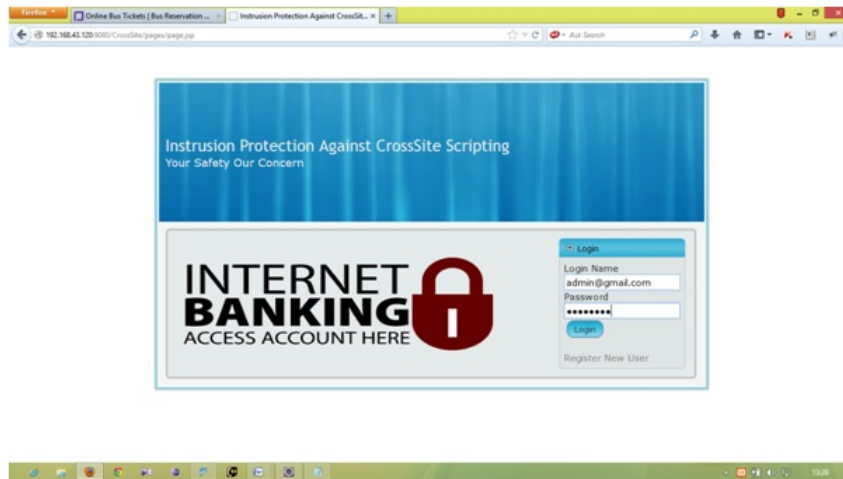 Firefox
Online Bus Tickets | Bus Reservation ...
Instrusion Protection Against CrossSit...
192.168.43.120:9080/CrossSite/pages/page.jsp
Ask Search
Instrusion Protection Against CrossSite Scripting
Your Safety Our Concern
INTERNET
BANKING
ACCESS ACCOUNT HERE
Login
Login Name
admin@gmail.com
Password
Login
Register New User
13:20